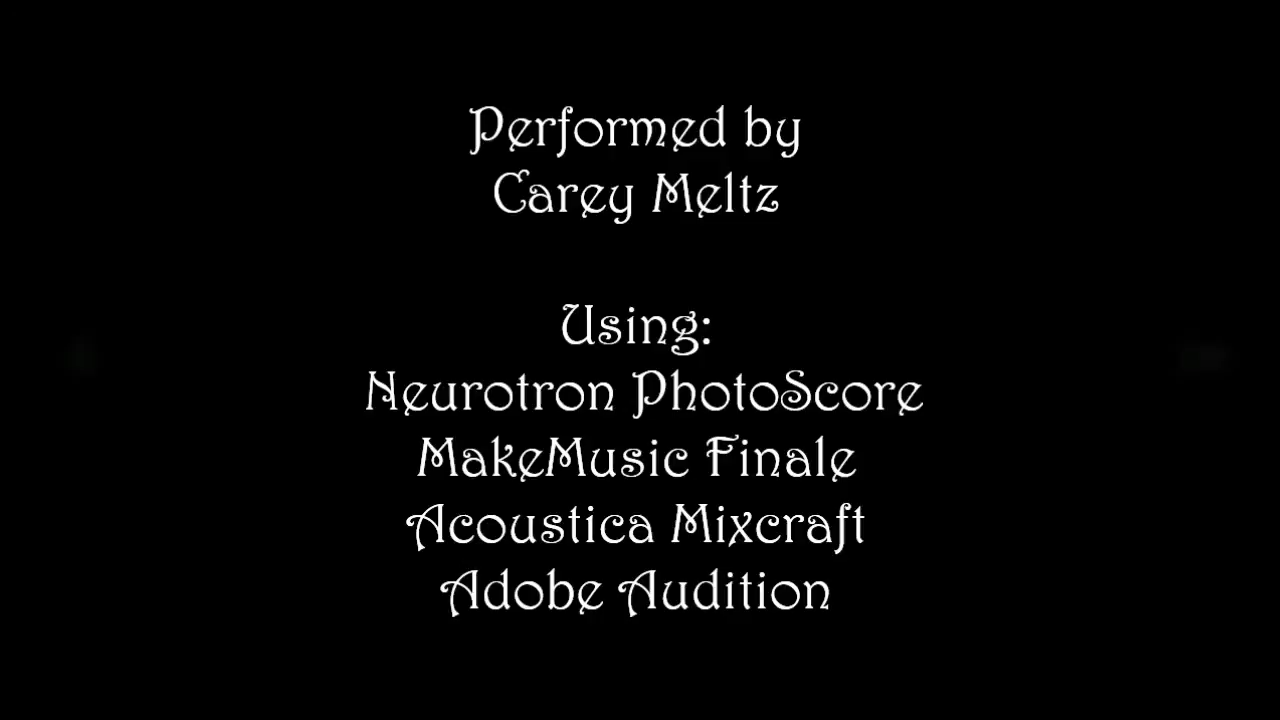 Performed by
Carey Meltz
Using:
Neurotron PhotoScore
MakeMusic Finale
Acoustica Mixcraft
Adobe Audition